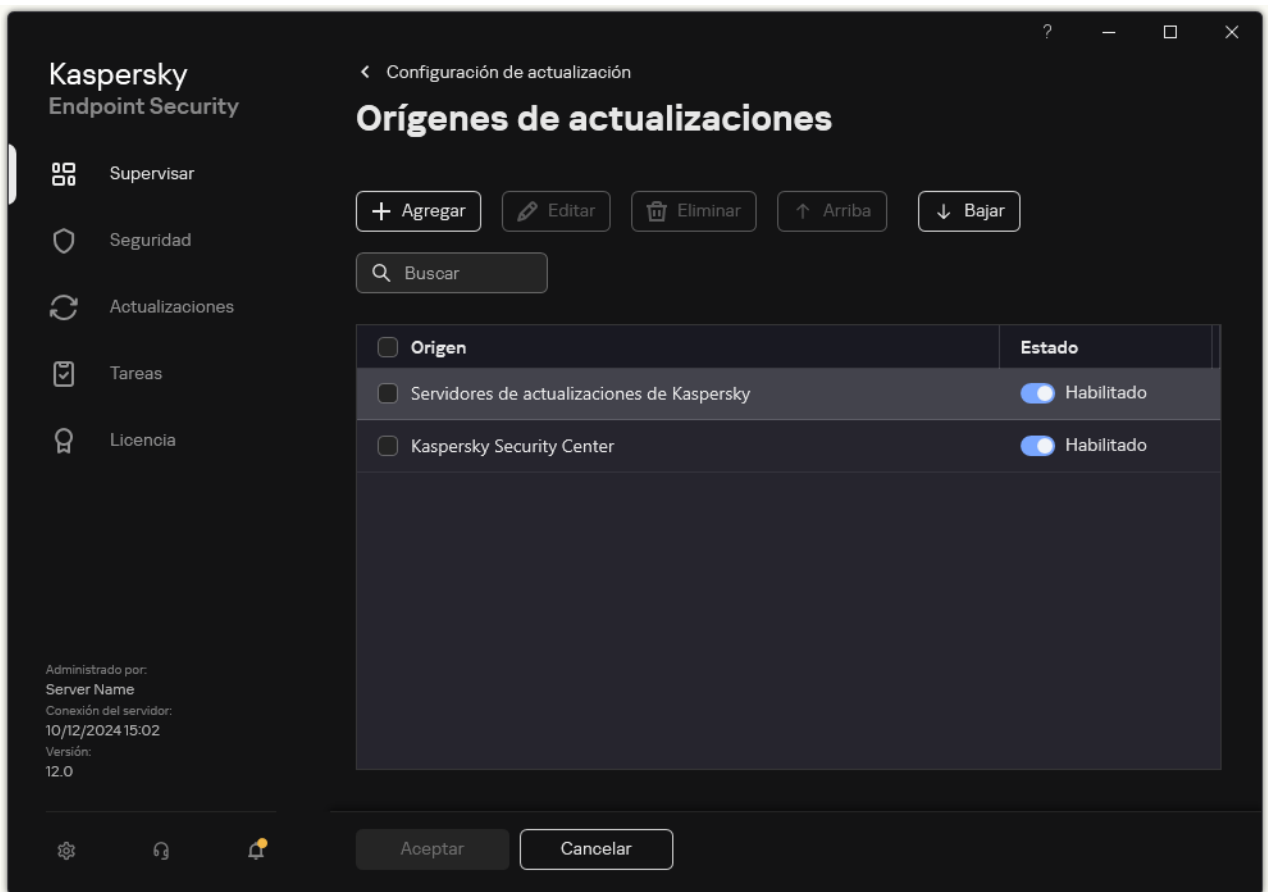 ?
Kaspersky
Endpoint Security
Supervisar
Seguridad
Actualizaciones
Tareas
Licencia
Administrado por:
Server Name
Conexión del servidor:
10/12/2024 15:02
Versión:
12.0
Configuración de actualización
Orígenes de actualizaciones
Agregar Editar Eliminar Arriba Bajar
Buscar
Origen Estado
Servidores de actualizaciones de Kaspersky Habilitado
Kaspersky Security Center Habilitado
Aceptar Cancelar